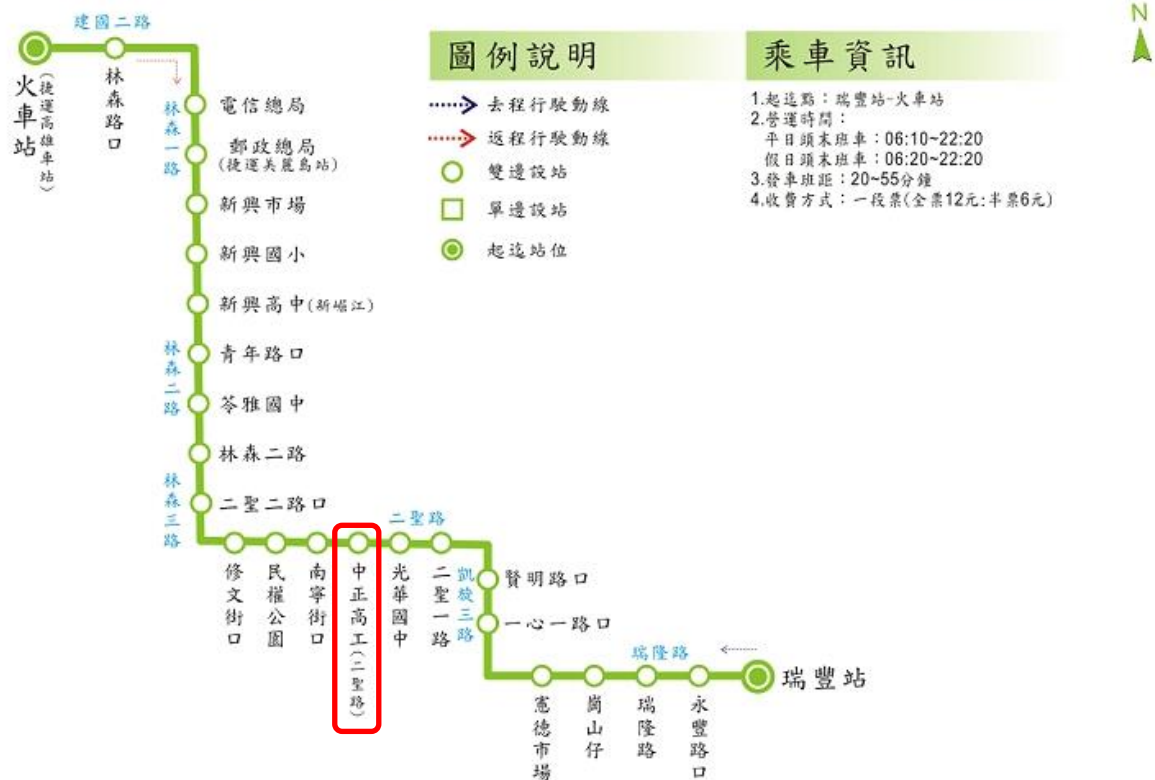 建國二路
火車站
(捷運高雄車站)
林森路口
林森一路
電信總局
郵政總局
(捷運美麗島站)
新興市場
新興國小
新興高中(新堀江)
林森二路
青年路口
苓雅國中
林森二路
林森三路
二聖二路口
修文街口
民權公園
南寧街口
中正高工(二聖路)
光華國中
二聖一路
二聖路
凱旋三路
賢明路口
一心一路口
瑞隆路
憲德市場
崗山仔
瑞隆路
永豐路口
瑞豐站
圖例說明
去程行駛動線
返程行駛動線
雙邊設站
單邊設站
起迄站位
乘車資訊
1.起迄點：瑞豐站-火車站
2.營運時間：
平日頭末班車：06:10~22:20
假日頭末班車：06:20~22:20
3.發車班距：20~55分鐘
4.收費方式：一段票(全票12元;半票6元)
N